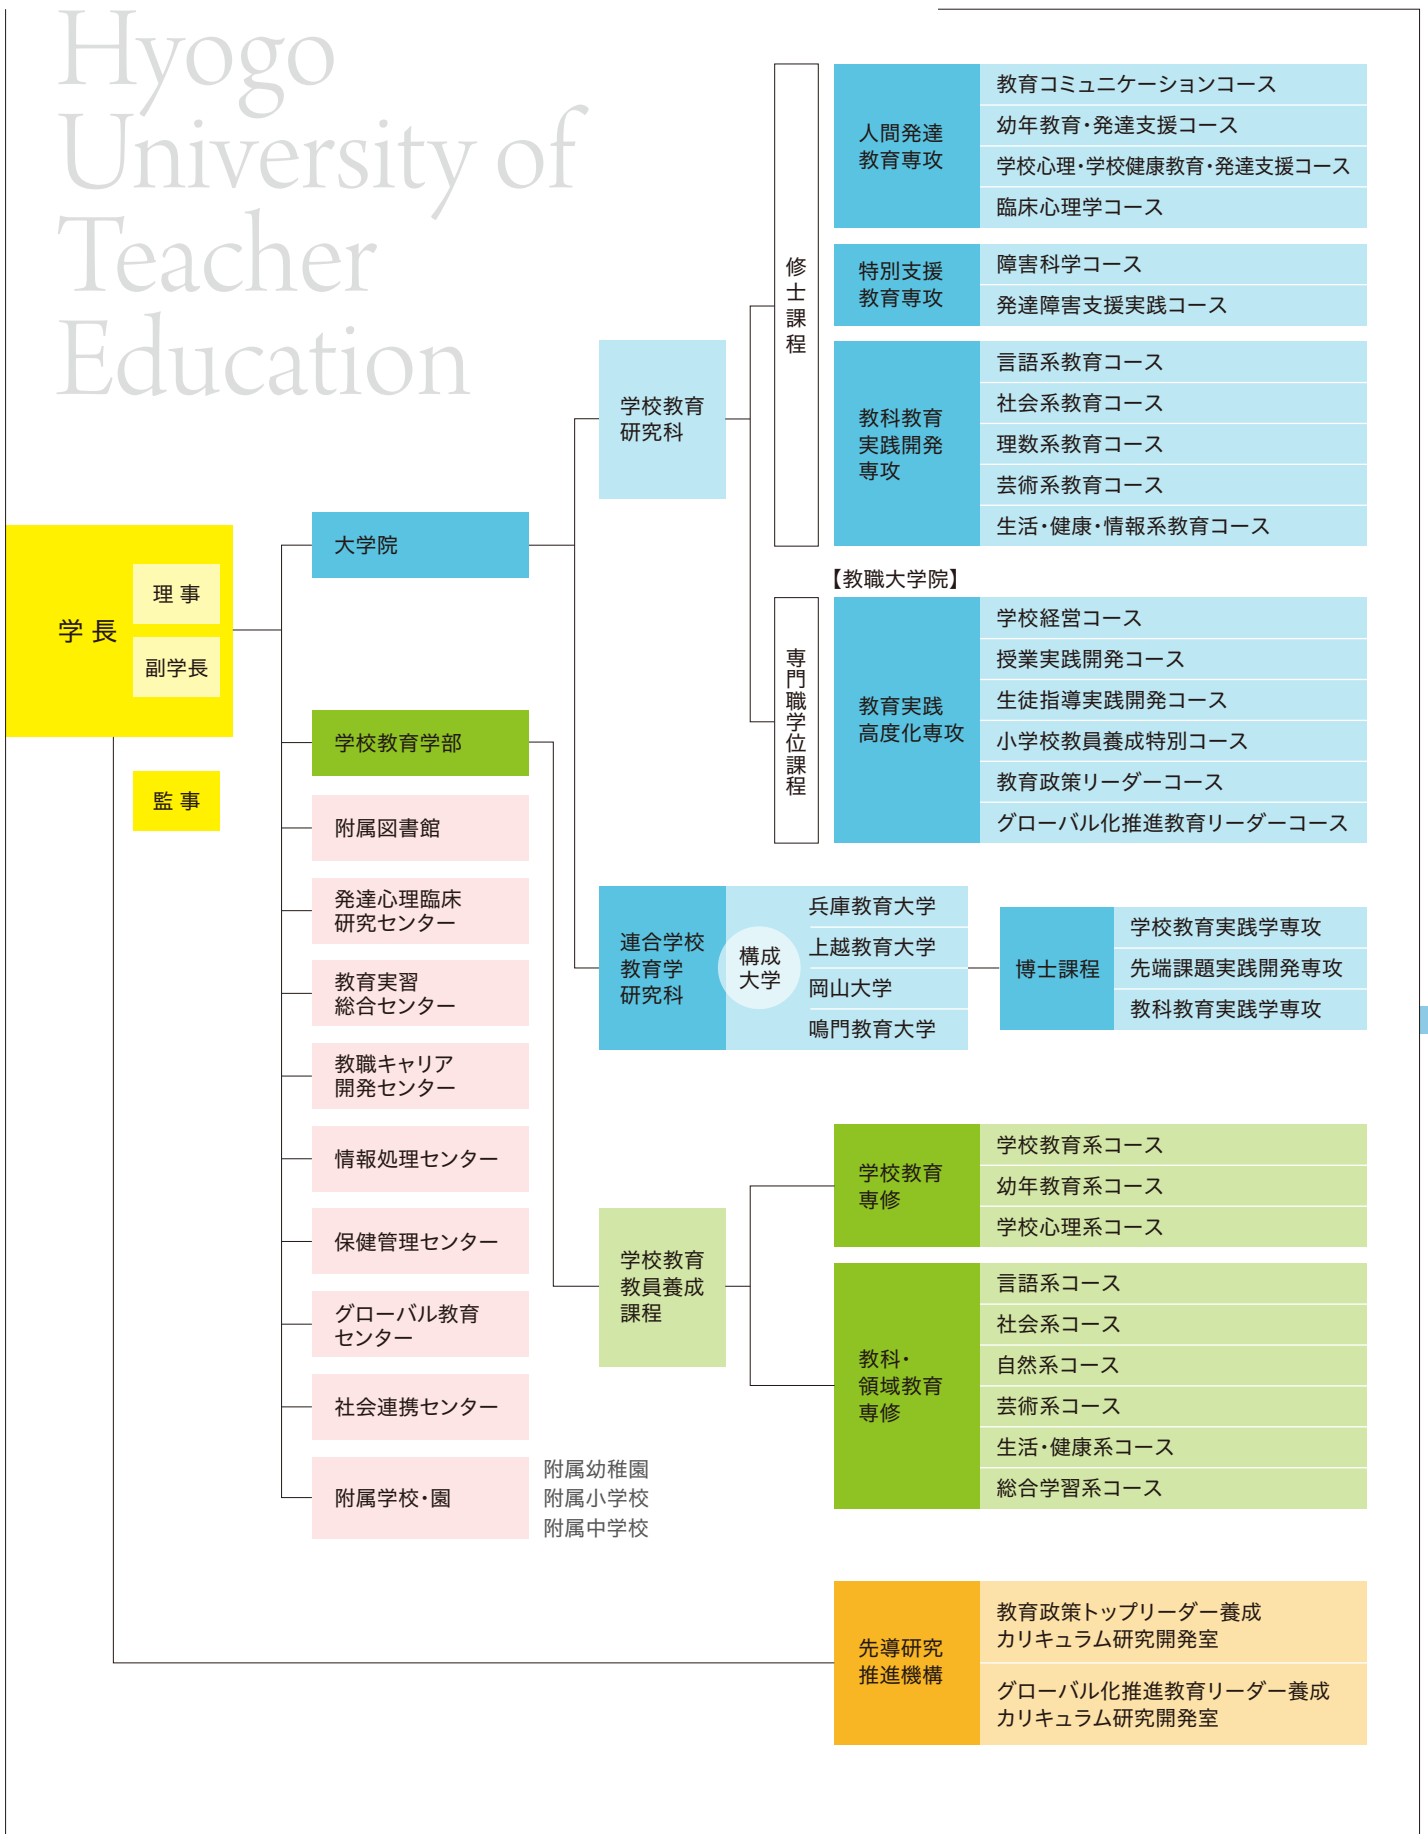 Hyogo
University of
Teacher
Education
学 長
理 事
副学長
監 事
大学院
学校教育学部
附属図書館
発達心理臨床
研究センター
教育実習
総合センター
教職キャリア
開発センター
情報処理センター
保健管理センター
グローバル教育
センター
社会連携センター
附属学校・園
附属幼稚園
附属小学校
附属中学校
学校教育
研究科
修士課程
人間発達
教育専攻
教育コミュニケーションコース
幼年教育・発達支援コース
学校心理・学校健康教育・発達支援コース
臨床心理学コース
特別支援
教育専攻
障害科学コース
発達障害支援実践コース
教科教育
実践開発
専攻
言語系教育コース
社会系教育コース
理数系教育コース
芸術系教育コース
生活・健康・情報系教育コース
【教職大学院】
専門職学位課程
教育実践
高度化専攻
学校経営コース
授業実践開発コース
生徒指導実践開発コース
小学校教員養成特別コース
教育政策リーダーコース
グローバル化推進教育リーダーコース
連合学校
教育学
研究科
構成
大学
兵庫教育大学
上越教育大学
岡山大学
鳴門教育大学
博士課程
学校教育実践学専攻
先端課題実践開発専攻
教科教育実践学専攻
学校教育
教員養成
課程
学校教育
専修
学校教育系コース
幼年教育系コース
学校心理系コース
教科・
領域教育
専修
言語系コース
社会系コース
自然系コース
芸術系コース
生活・健康系コース
総合学習系コース
先導研究
推進機構
教育政策トップリーダー養成
カリキュラム研究開発室
グローバル化推進教育リーダー養成
カリキュラム研究開発室